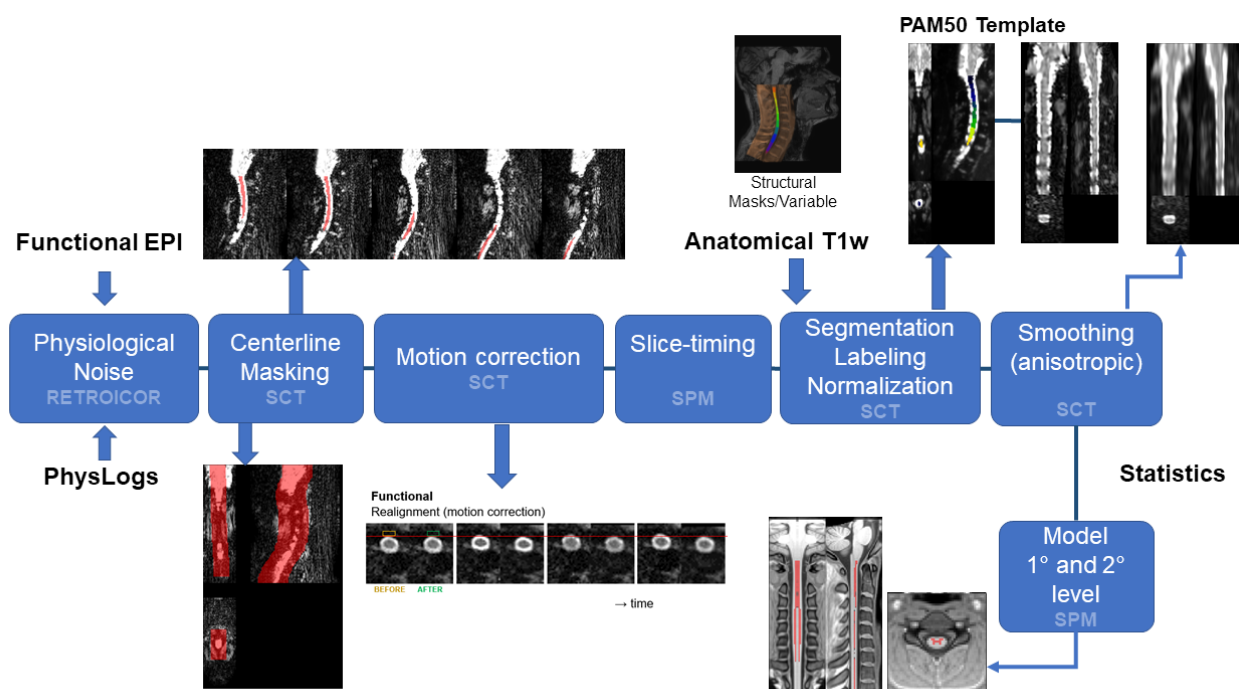 PAM50 Template
Structural
Masks/Variable
Functional EPI
Anatomical T1w
Physiological
Noise
RETROICOR
Centerline
Masking
SCT
Motion correction
SCT
Slice-timing
SPM
Segmentation
Labeling
Normalization
SCT
Smoothing
(anisotropic)
SCT
PhysLogs
Statistics
Functional
Realignment (motion correction)
BEFORE
AFTER
→ time
Model
1° and 2°
level
SPM